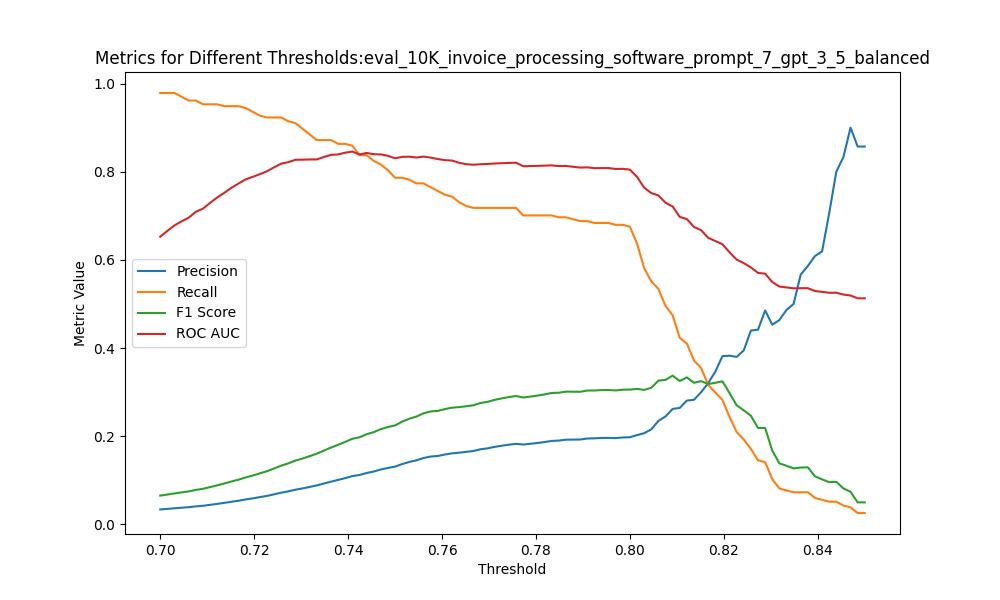 Metrics for Different Thresholds:eval_10K_invoice_processing_software_prompt_7_gpt_3_5_balanced
1.0
0.8
0.6
0.4
0.2
0.0
Metric Value
Precision
Recall
F1 Score
ROC AUC
0.70 0.72 0.74 0.76 0.78 0.80 0.82 0.84
Threshold